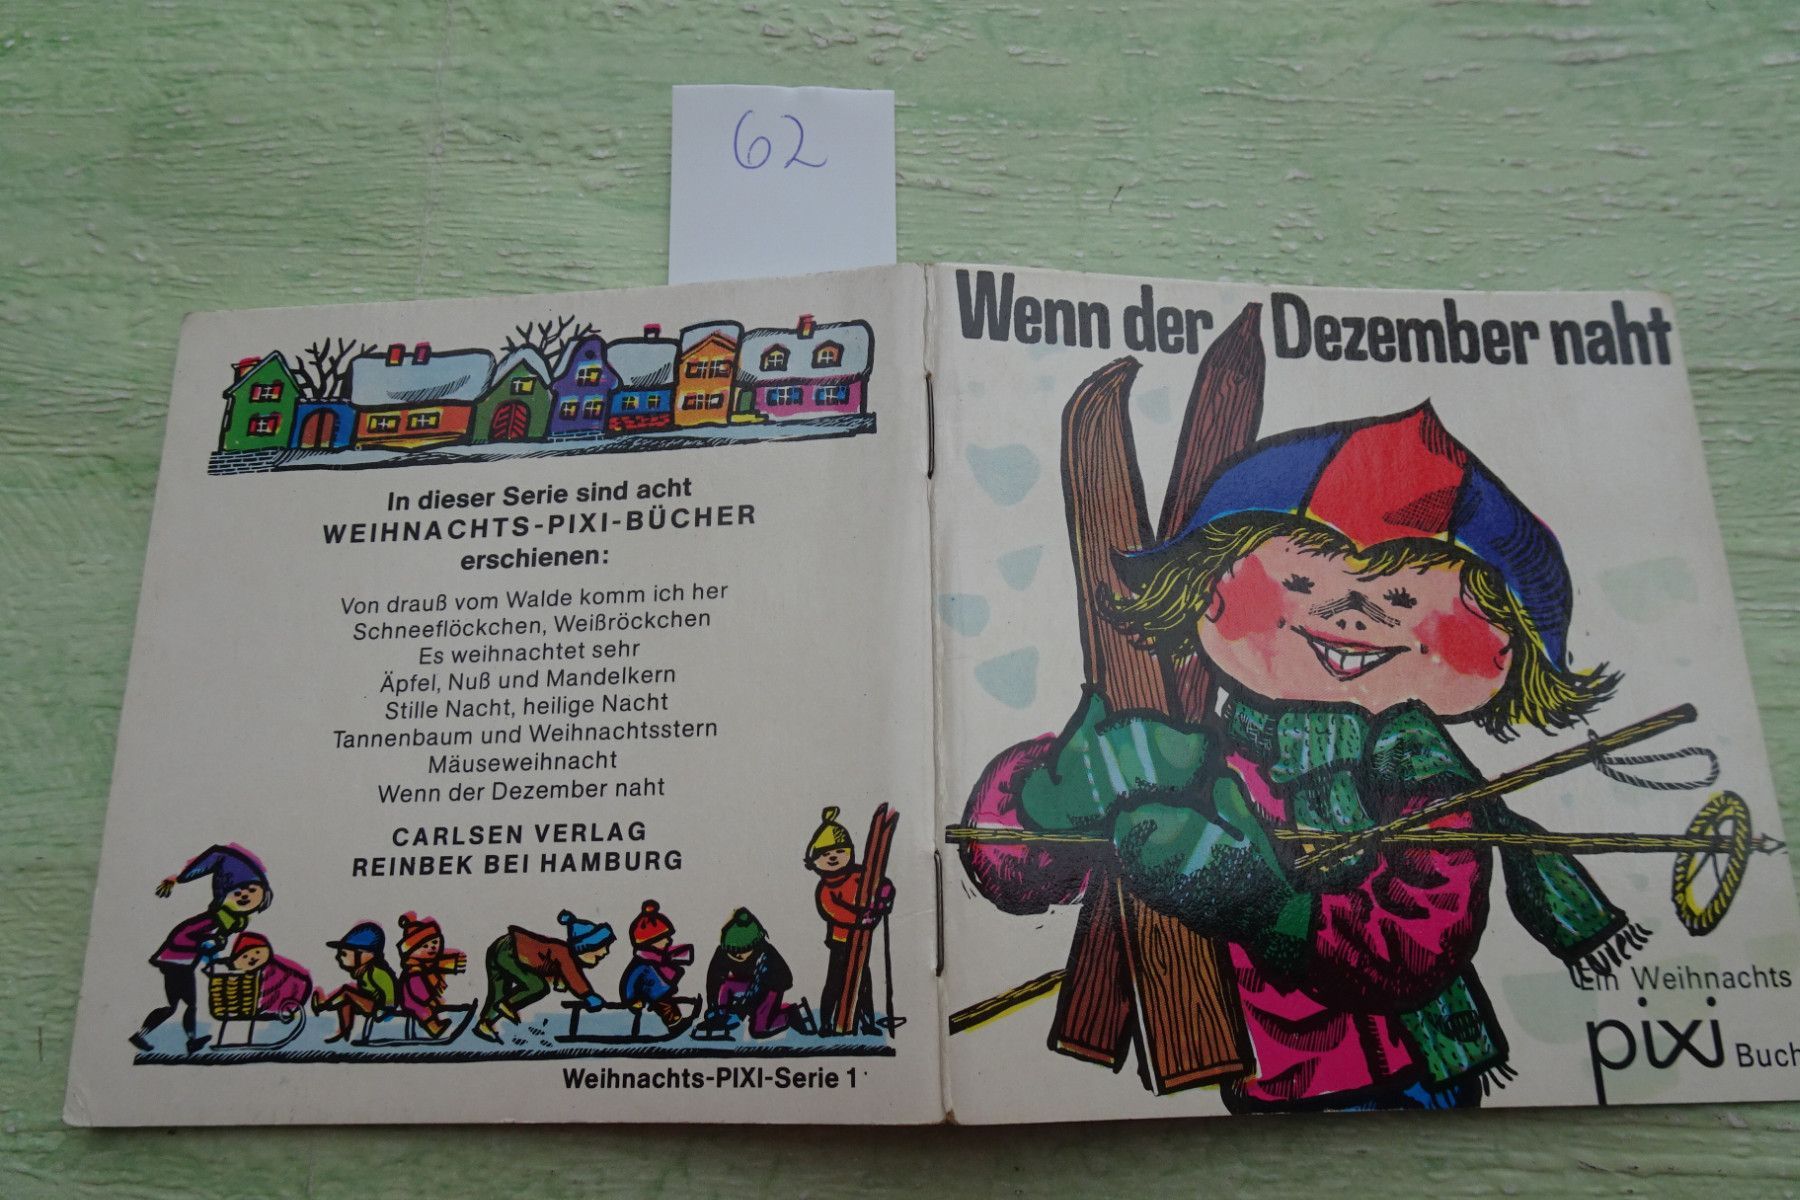 62
In dieser Serie sind acht
WEIHNACHTS-PIXI-BÜCHER
erschienen:
Von drauß vom Walde komm ich her
Schneeflöckchen, Weißröckchen
Es weihnachtet sehr
Äpfel, Nuß und Mandelkern
Stille Nacht, heilige Nacht
Tannenbaum und Weihnachtsstern
Mäuseweihnacht
Wenn der Dezember naht
CARLSEN VERLAG
REINBEK BEI HAMBURG
Weihnachts-PIXI-Serie 1
Wenn der Dezember naht
Ein Weihnachts
pixi Buch